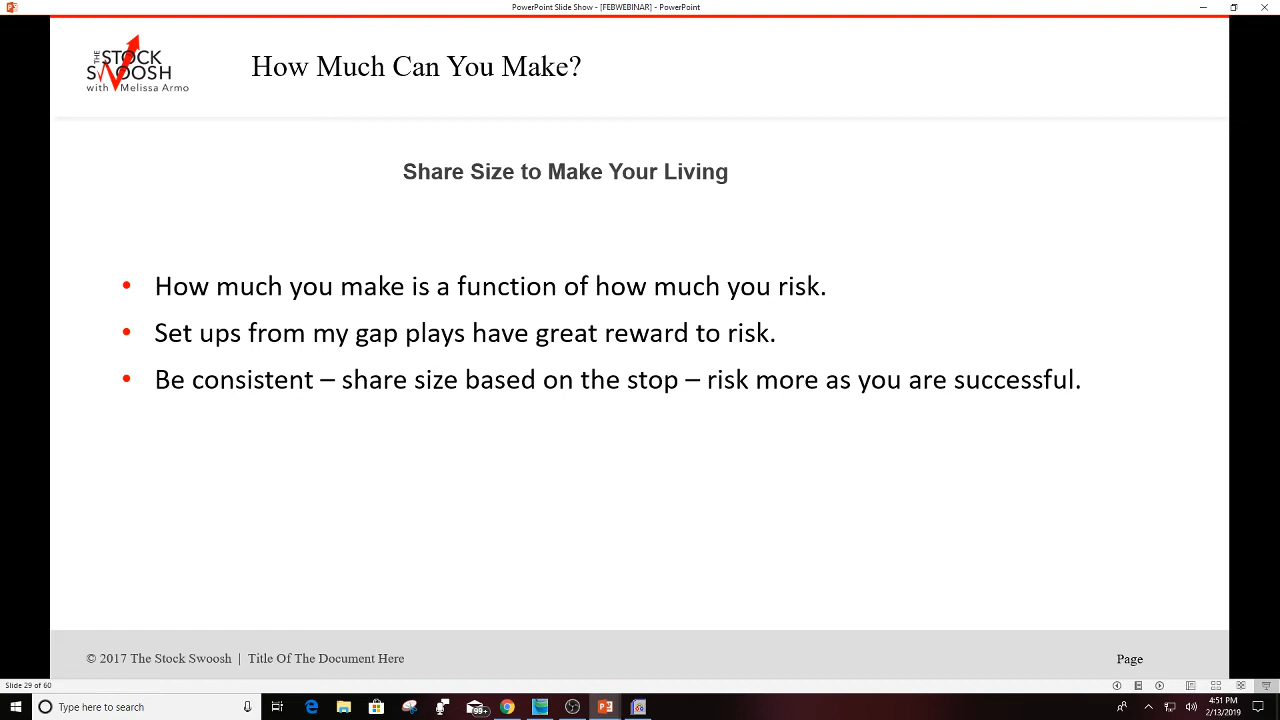 PowerPoint Slide Show - [FEBWEBINAR] - PowerPoint
THE
STOCK
SWOOSH
with Melissa Armo
How Much Can You Make?
Share Size to Make Your Living
• How much you make is a function of how much you risk.
• Set ups from my gap plays have great reward to risk.
• Be consistent – share size based on the stop – risk more as you are successful.
© 2017 The Stock Swoosh | Title Of The Document Here
Page
Slide 29 of 60
Type here to search
99+
4:51 PM
2/13/2019